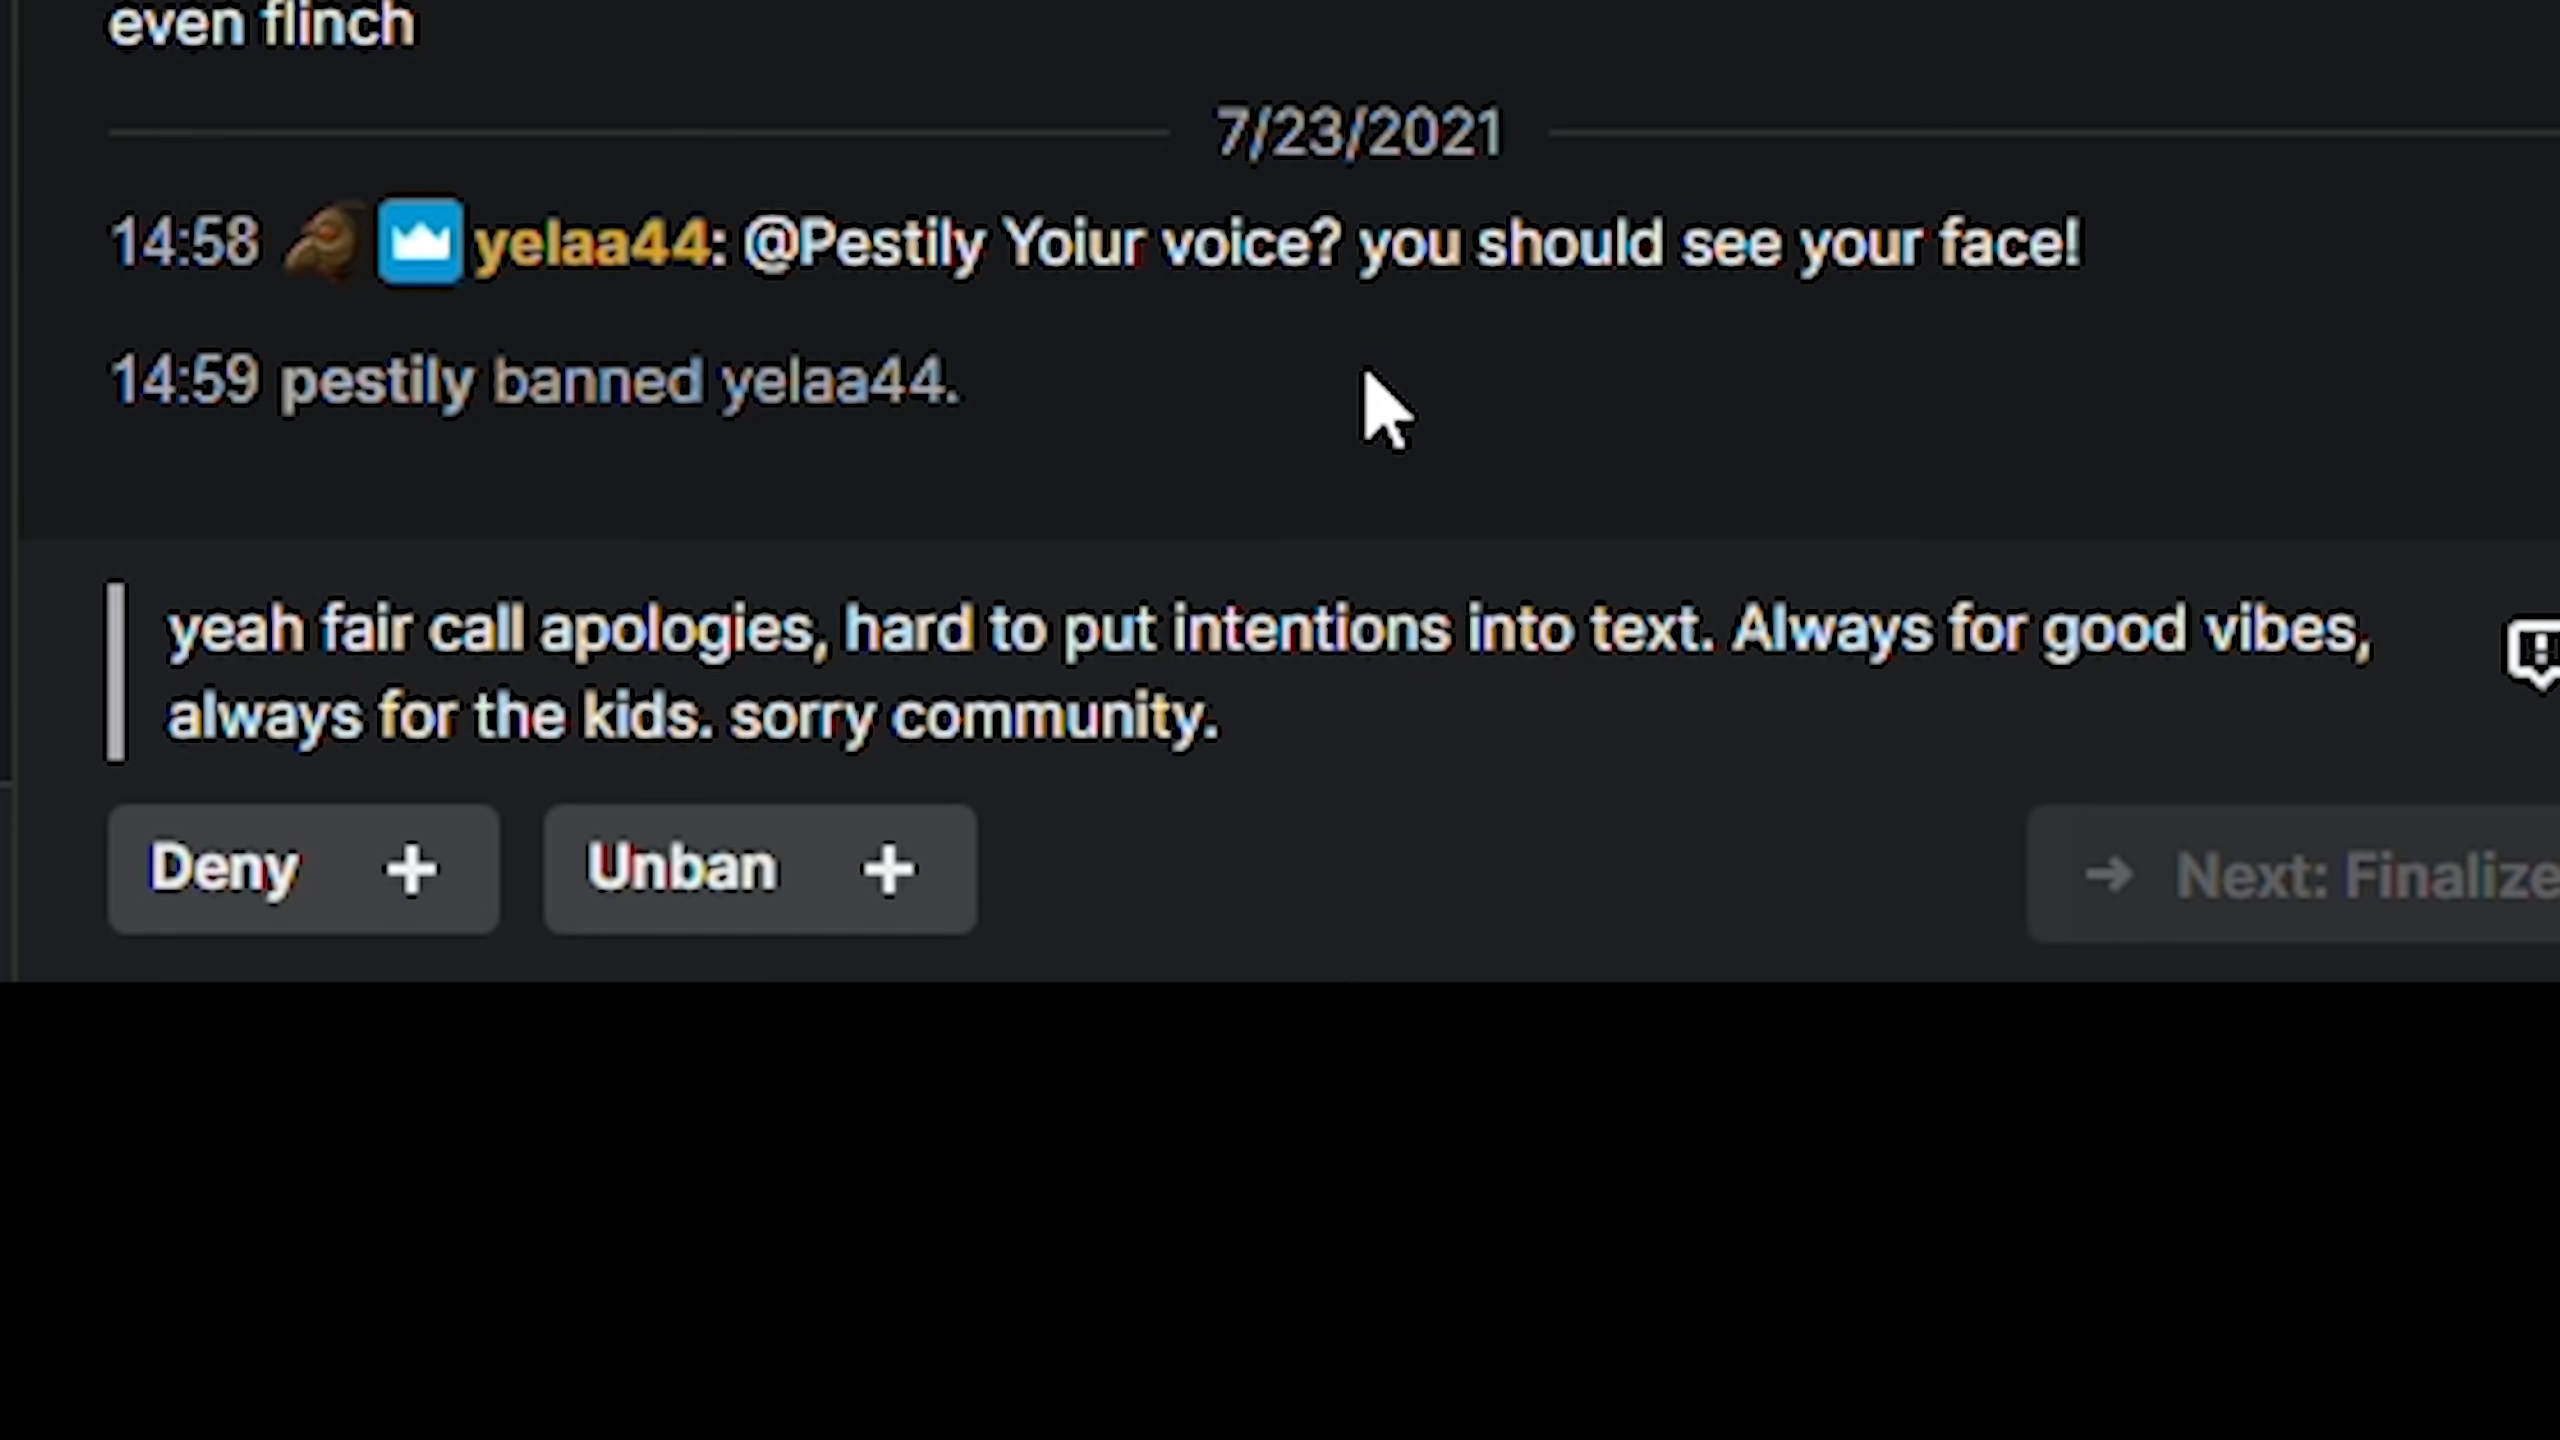 even flinch
7/23/2021
14:58 yelaa44: @Pestily Yoiur voice? you should see your face!
14:59 pestily banned yelaa44.
yeah fair call apologies, hard to put intentions into text. Always for good vibes,
always for the kids. sorry community.
Deny + Unban + → Next: Finalize